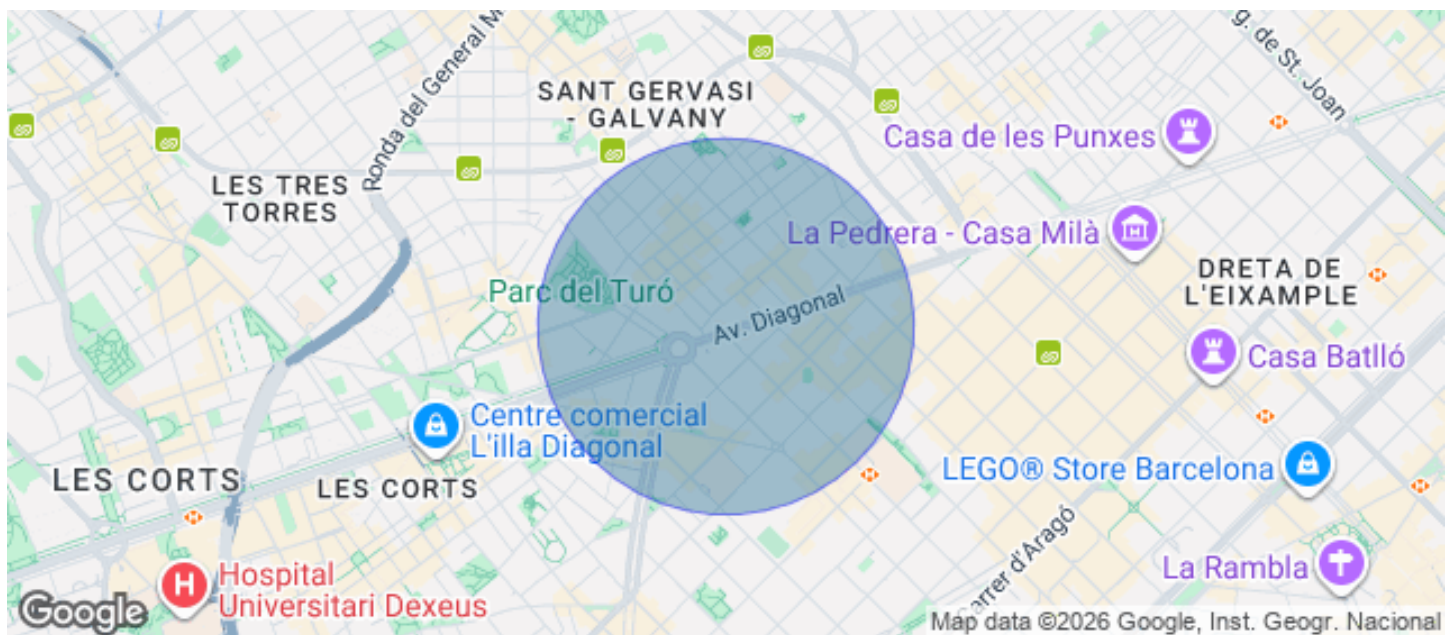 Ronda del General M
g. de St. Joan
SANT GERVASI
- GALVANY
Casa de les Punxes
LES TRES
TORRES
La Pedrera - Casa Milà
DRETA DE
L'EIXAMPLE
Parc del Turó
Av. Diagonal
Casa Batlló
Centre comercial
L'illa Diagonal
LES CORTS
LES CORTS
LEGO® Store Barcelona
Carrer d'Aragó
La Rambla
H
Hospital
Universitari Dexeus
Google
Map data ©2026 Google, Inst. Geogr. Nacional